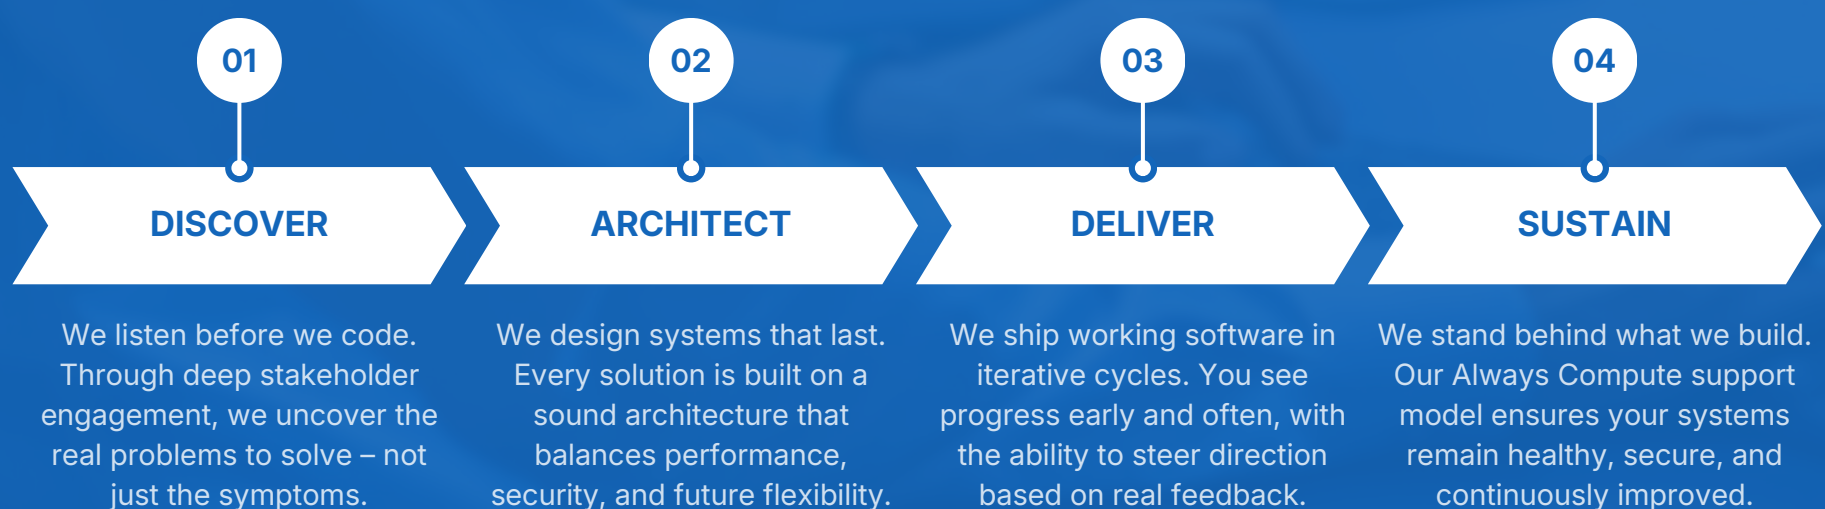 01
DISCOVER
We listen before we code.
Through deep stakeholder
engagement, we uncover the
real problems to solve – not
just the symptoms.
02
ARCHITECT
We design systems that last.
Every solution is built on a
sound architecture that
balances performance,
security, and future flexibility.
03
DELIVER
We ship working software in
iterative cycles. You see
progress early and often, with
the ability to steer direction
based on real feedback.
04
SUSTAIN
We stand behind what we build.
Our Always Compute support
model ensures your systems
remain healthy, secure, and
continuously improved.